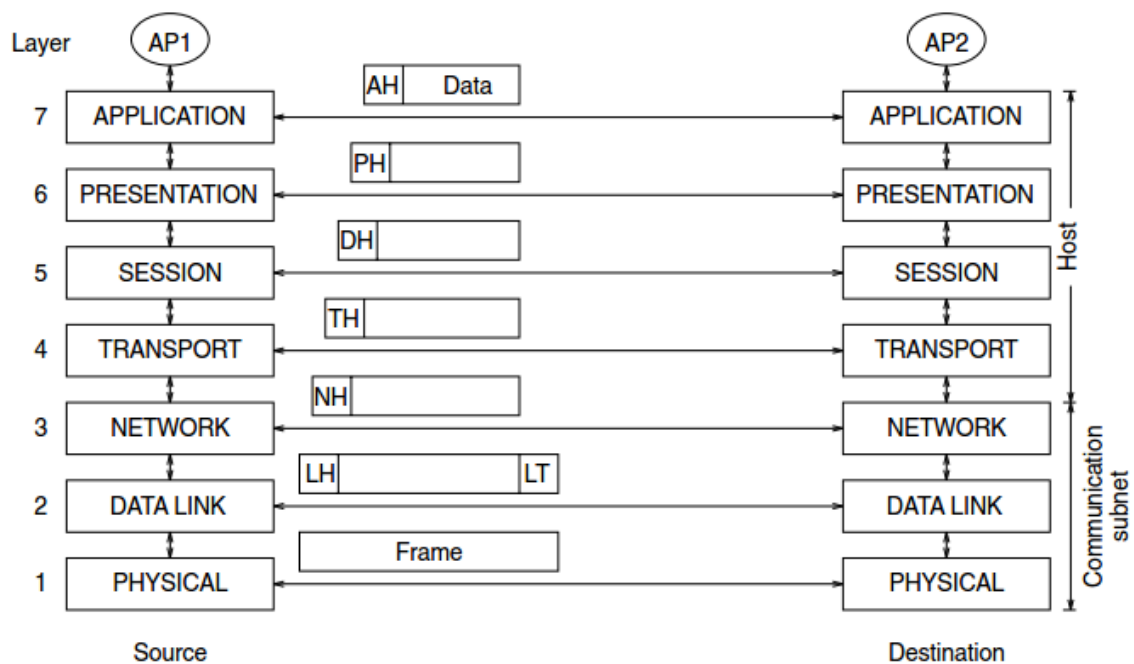 Layer AP1 AP2
AH Data
7 APPLICATION APPLICATION
PH
6 PRESENTATION PRESENTATION
DH
5 SESSION SESSION
Host
TH
4 TRANSPORT TRANSPORT
NH
3 NETWORK NETWORK
LH LT
2 DATA LINK DATA LINK
Communication
subnet
Frame
1 PHYSICAL PHYSICAL
Source Destination